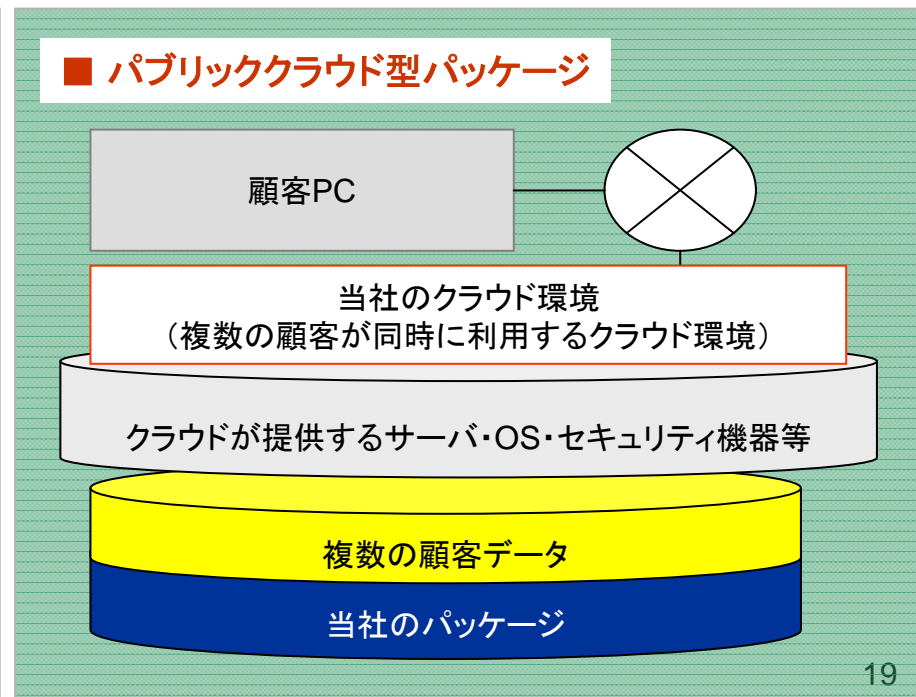 ■ パブリッククラウド型パッケージ
顧客PC
当社のクラウド環境
（複数の顧客が同時に利用するクラウド環境）
クラウドが提供するサーバ・OS・セキュリティ機器等
複数の顧客データ
当社のパッケージ
19